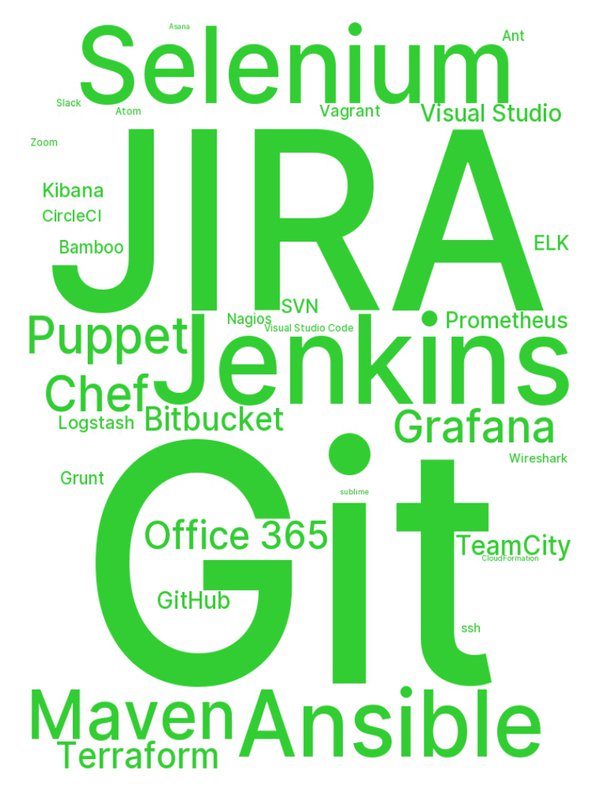 Asana
Selenium
Ant
Slack
Atom
Vagrant
Visual Studio
Zoom
JIRA
Kibana
CircleCI
Bamboo
ELK
SVN
Nagios
Visual Studio Code
Prometheus
Puppet
Jenkins
Chef
Bitbucket
Logstash
Grafana
Wireshark
Git
Grunt
sublime
Office 365
TeamCity
CloudFormation
GitHub
ssh
Maven
Ansible
Terraform